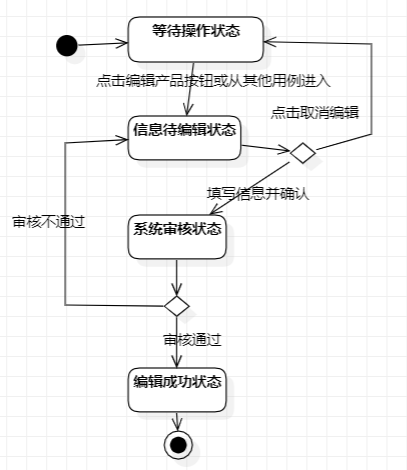 等待操作状态
点击编辑产品按钮或从其他用例进入
点击取消编辑
信息待编辑状态
填写信息并确认
审核不通过
系统审核状态
审核通过
编辑成功状态